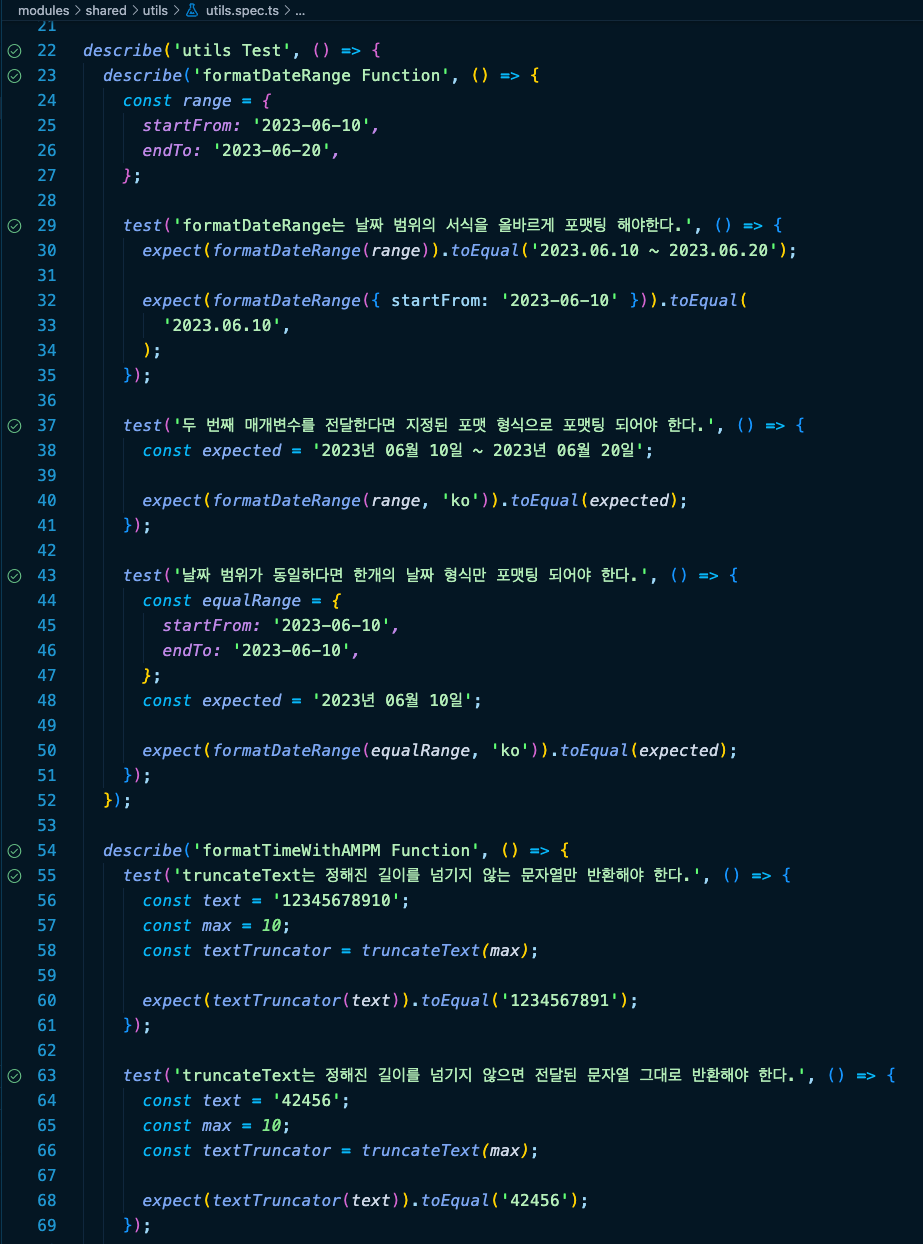 modules > shared > utils > utils.spec.ts > ...
21
22 describe('utils Test', () => {
23 describe('formatDateRange Function', () => {
24 const range = {
25 startFrom: '2023-06-10',
26 endTo: '2023-06-20',
27 };
28
29 test('formatDateRange는 날짜 범위의 서식을 올바르게 포맷팅 해야한다.', () => {
30 expect(formatDateRange(range)).toEqual('2023.06.10 ~ 2023.06.20');
31
32 expect(formatDateRange({ startFrom: '2023-06-10' })).toEqual(
33 '2023.06.10',
34 );
35 });
36
37 test('두 번째 매개변수를 전달한다면 지정된 포맷 형식으로 포맷팅 되어야 한다.', () => {
38 const expected = '2023년 06월 10일 ~ 2023년 06월 20일';
39
40 expect(formatDateRange(range, 'ko')).toEqual(expected);
41 });
42
43 test('날짜 범위가 동일하다면 한개의 날짜 형식만 포맷팅 되어야 한다.', () => {
44 const equalRange = {
45 startFrom: '2023-06-10',
46 endTo: '2023-06-10',
47 };
48 const expected = '2023년 06월 10일';
49
50 expect(formatDateRange(equalRange, 'ko')).toEqual(expected);
51 });
52 });
53
54 describe('formatTimeWithAMPM Function', () => {
55 test('truncateText는 정해진 길이를 넘기지 않는 문자열만 반환해야 한다.', () => {
56 const text = '12345678910';
57 const max = 10;
58 const textTruncator = truncateText(max);
59
60 expect(textTruncator(text)).toEqual('1234567891');
61 });
62
63 test('truncateText는 정해진 길이를 넘기지 않으면 전달된 문자열 그대로 반환해야 한다.', () => {
64 const text = '42456';
65 const max = 10;
66 const textTruncator = truncateText(max);
67
68 expect(textTruncator(text)).toEqual('42456');
69 });